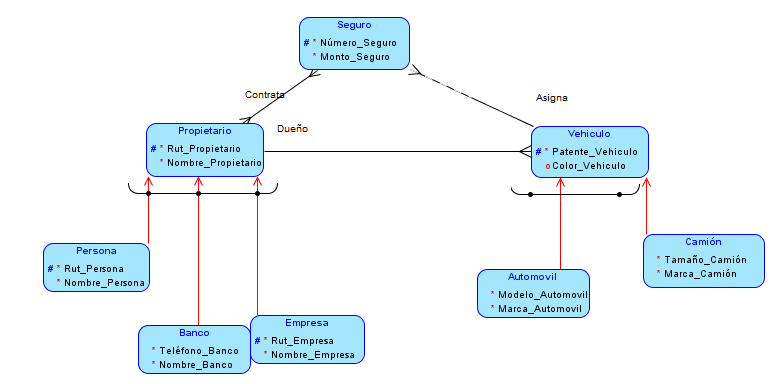 Seguro
# * Número_Seguro
* Monto_Seguro
Contrata
Asigna
Dueño
Propietario
# * Rut_Propietario
* Nombre_Propietario
Vehiculo
# * Patente_Vehiculo
o Color_Vehiculo
Persona
# * Rut_Persona
* Nombre_Persona
Camión
* Tamaño_Camión
* Marca_Camión
Automovil
* Modelo_Automovil
* Marca_Automovil
Banco
* Teléfono_Banco
* Nombre_Banco
Empresa
# * Rut_Empresa
* Nombre_Empresa